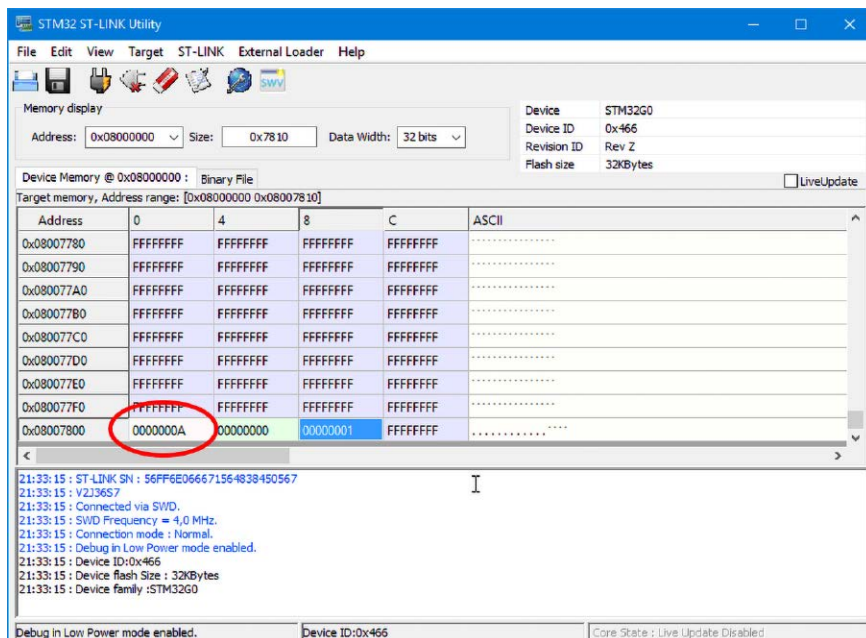 STM32 ST-LINK Utility
File Edit View Target ST-LINK External Loader Help
SWV
Memory display
Address: 0x08000000 Size: 0x7810 Data Width: 32 bits
Device STM32G0
Device ID 0x466
Revision ID Rev Z
Flash size 32KBytes
LiveUpdate
Device Memory @ 0x08000000 : Binary File
Target memory, Address range: [0x08000000 0x08007810]
Address 0 4 8 C ASCII
0x08007780 FFFFFFFF FFFFFFFF FFFFFFFF FFFFFFFF ................
0x08007790 FFFFFFFF FFFFFFFF FFFFFFFF FFFFFFFF ................
0x080077A0 FFFFFFFF FFFFFFFF FFFFFFFF FFFFFFFF ................
0x080077B0 FFFFFFFF FFFFFFFF FFFFFFFF FFFFFFFF ................
0x080077C0 FFFFFFFF FFFFFFFF FFFFFFFF FFFFFFFF ................
0x080077D0 FFFFFFFF FFFFFFFF FFFFFFFF FFFFFFFF ................
0x080077E0 FFFFFFFF FFFFFFFF FFFFFFFF FFFFFFFF ................
0x080077F0 FFFFFFFF FFFFFFFF FFFFFFFF FFFFFFFF ................
0x08007800 0000000A 00000000 00000001 FFFFFFFF ................
21:33:15 : ST-LINK SN : 56FF6E066671564838450567
21:33:15 : V2J36S7
21:33:15 : Connected via SWD.
21:33:15 : SWD Frequency = 4,0 MHz.
21:33:15 : Connection mode : Normal.
21:33:15 : Debug in Low Power mode enabled.
21:33:15 : Device ID:0x466
21:33:15 : Device flash Size : 32KBytes
21:33:15 : Device family :STM32G0
Debug in Low Power mode enabled. Device ID:0x466 Core State : Live Update Disabled